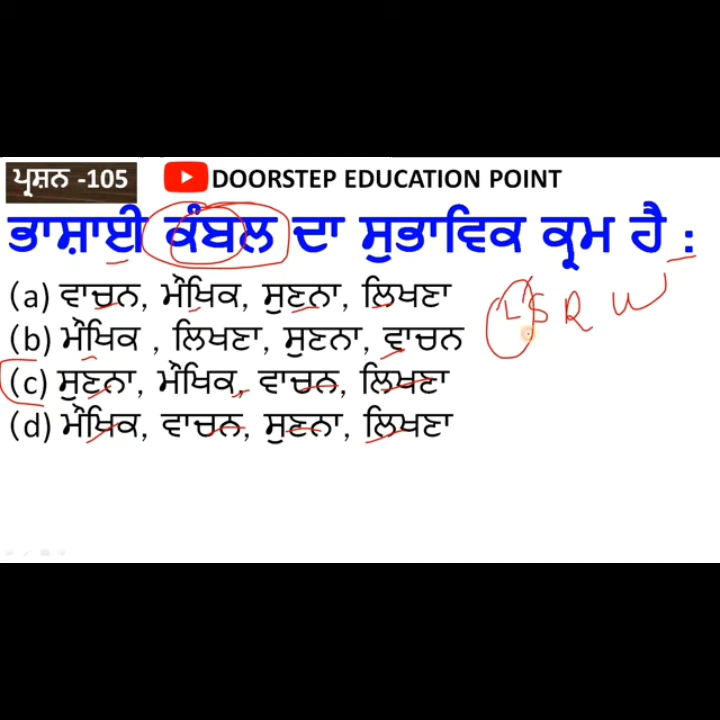 ਪ੍ਰਸ਼ਨ -105 DOORSTEP EDUCATION POINT
ਭਾਸ਼ਾਈ ਕੰਬਲ ਦਾ ਸੁਭਾਵਿਕ ਕ੍ਰਮ ਹੈ :
(a) ਵਾਚਨ, ਮੌਖਿਕ, ਸੁਣਨਾ, ਲਿਖਣਾ
(b) ਮੌਖਿਕ , ਲਿਖਣਾ, ਸੁਣਨਾ, ਵਾਚਨ
(c) ਸੁਣਨਾ, ਮੌਖਿਕ, ਵਾਚਨ, ਲਿਖਣਾ
(d) ਮੌਖਿਕ, ਵਾਚਨ, ਸੁਣਨਾ, ਲਿਖਣਾ
L S R W